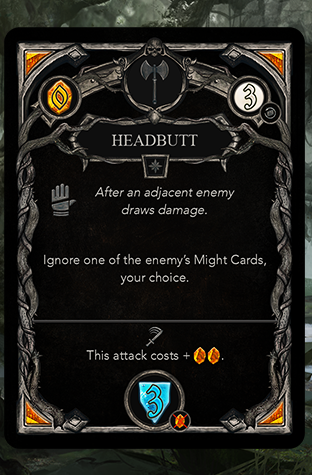 0 3
HEADBUTT
After an adjacent enemy
draws damage.
Ignore one of the enemy’s Might Cards,
your choice.
This attack costs + .
3